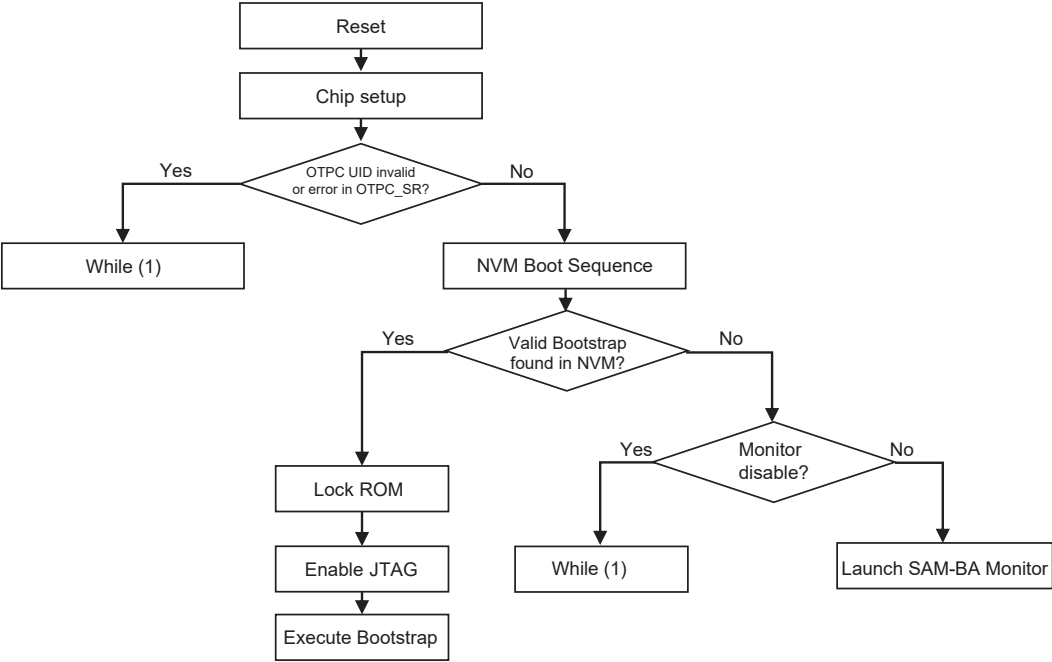 Reset
Chip setup
OTPC UID invalid
or error in OTPC_SR?
Yes
No
While (1)
NVM Boot Sequence
Valid Bootstrap
found in NVM?
Yes
No
Monitor
disable?
Yes
No
Lock ROM
Enable JTAG
While (1)
Launch SAM-BA Monitor
Execute Bootstrap